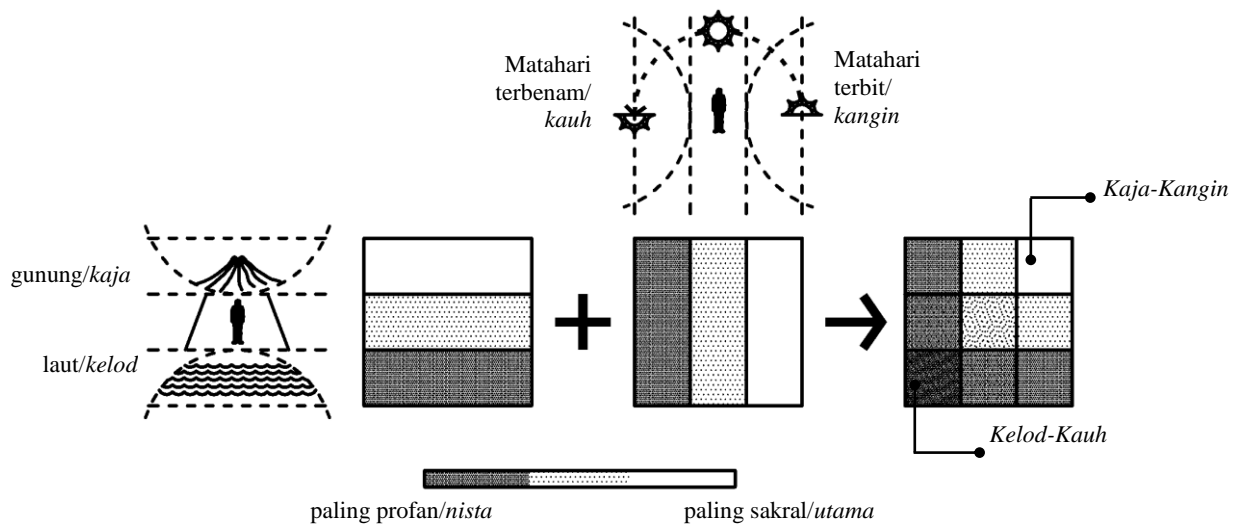 Matahari
terbenam/
kauh
Matahari
terbit/
kangin
Kaja-Kangin
gunung/kaja
laut/kelod
Kelod-Kauh
paling profan/nista
paling sakral/utama